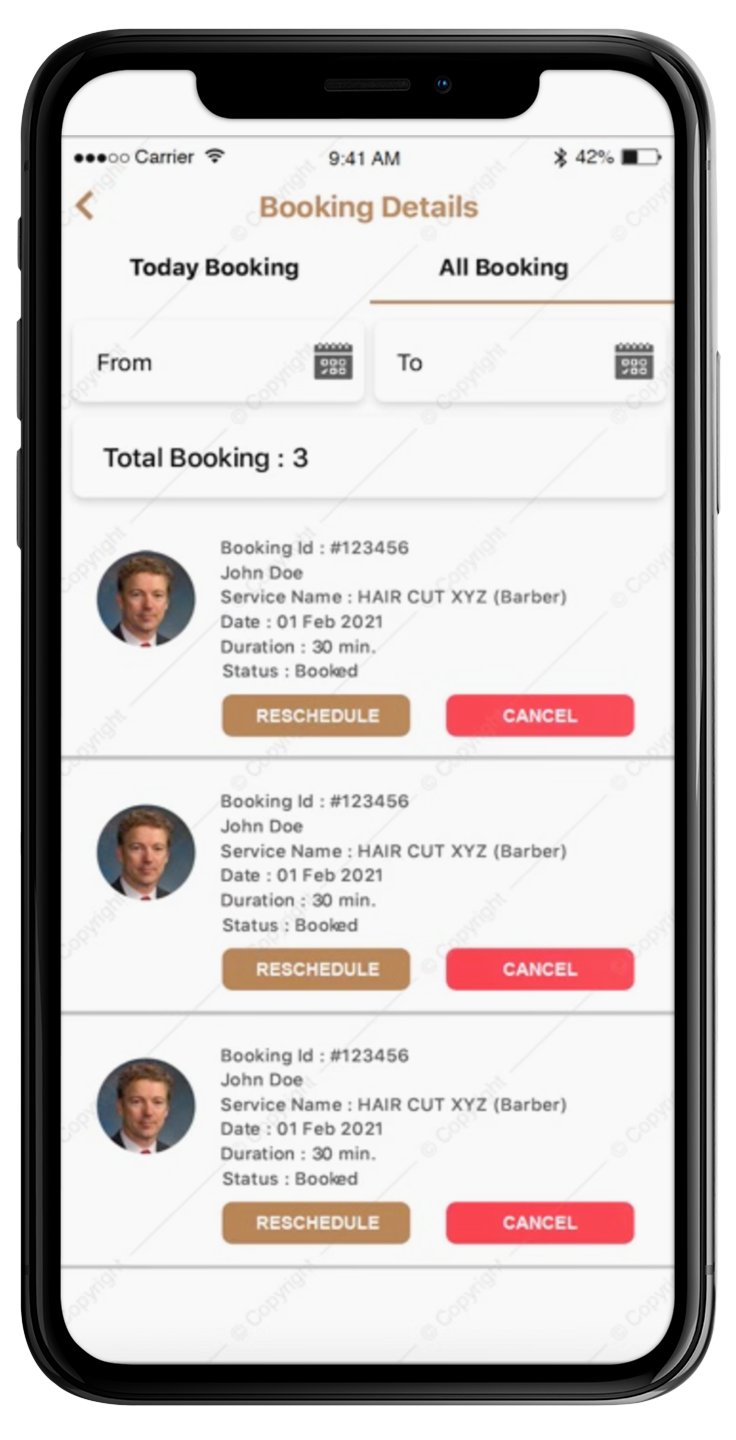 Carrier 9:41 AM 42%
Booking Details
Today Booking All Booking
From To
Total Booking : 3
Booking Id : #123456
John Doe
Service Name : HAIR CUT XYZ (Barber)
Date : 01 Feb 2021
Duration : 30 min.
Status : Booked
RESCHEDULE CANCEL
Booking Id : #123456
John Doe
Service Name : HAIR CUT XYZ (Barber)
Date : 01 Feb 2021
Duration : 30 min.
Status : Booked
RESCHEDULE CANCEL
Booking Id : #123456
John Doe
Service Name : HAIR CUT XYZ (Barber)
Date : 01 Feb 2021
Duration : 30 min.
Status : Booked
RESCHEDULE CANCEL
© Copyright